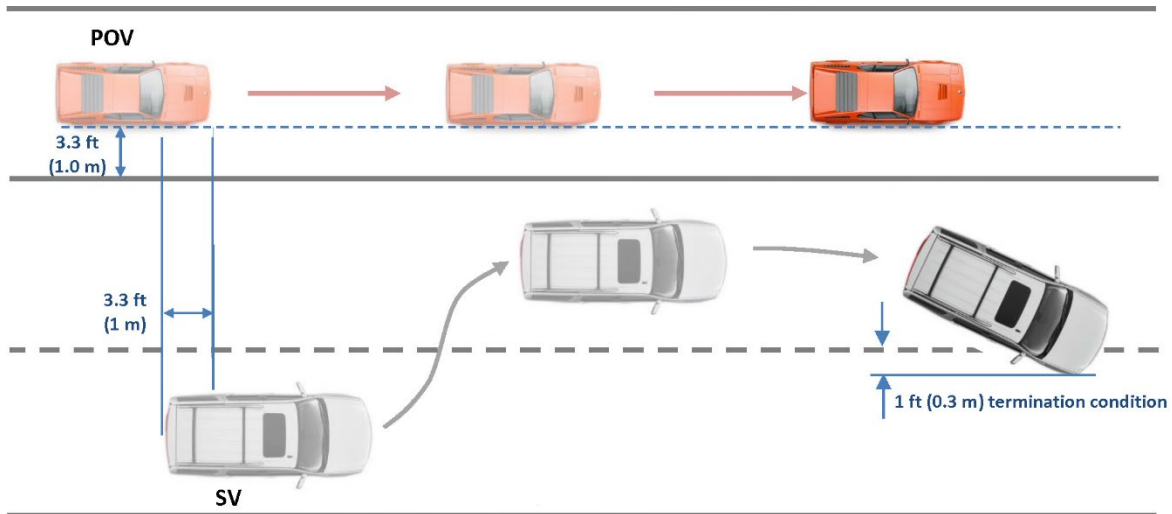 POV
3.3 ft
(1.0 m)
3.3 ft
(1 m)
1 ft (0.3 m) termination condition
SV